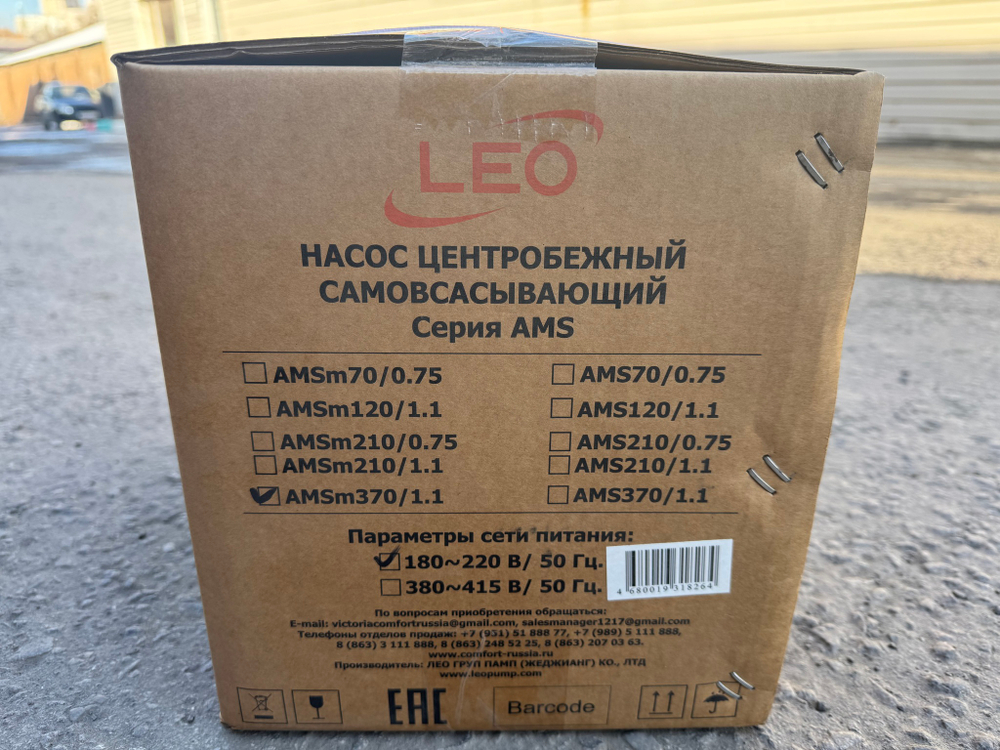 LEO
НАСОС ЦЕНТРОБЕЖНЫЙ
САМОВСАСЫВАЮЩИЙ
Серия AMS
AMSm70/0.75 AMS70/0.75
AMSm120/1.1 AMS120/1.1
AMSm210/0.75 AMS210/0.75
AMSm210/1.1 AMS210/1.1
AMSm370/1.1 AMS370/1.1
Параметры сети питания:
180~220 В/ 50 Гц.
380~415 В/ 50 Гц.
4 680019 318264
По вопросам приобретения обращаться:
E-mail: victoriacomfortrussia@gmail.com, salesmanager1217@gmail.com
Телефоны отделов продаж: +7 (951) 51 888 77, +7 (989) 5 111 888,
8 (863) 3 111 888, 8 (863) 248 52 25, 8 (863) 207 03 63.
www.comfort-russia.ru
Производитель: ЛЕО ГРУП ПАМП (ЖЕДЖИАНГ) КО., ЛТД
www.leopump.com
EAC
Barcode